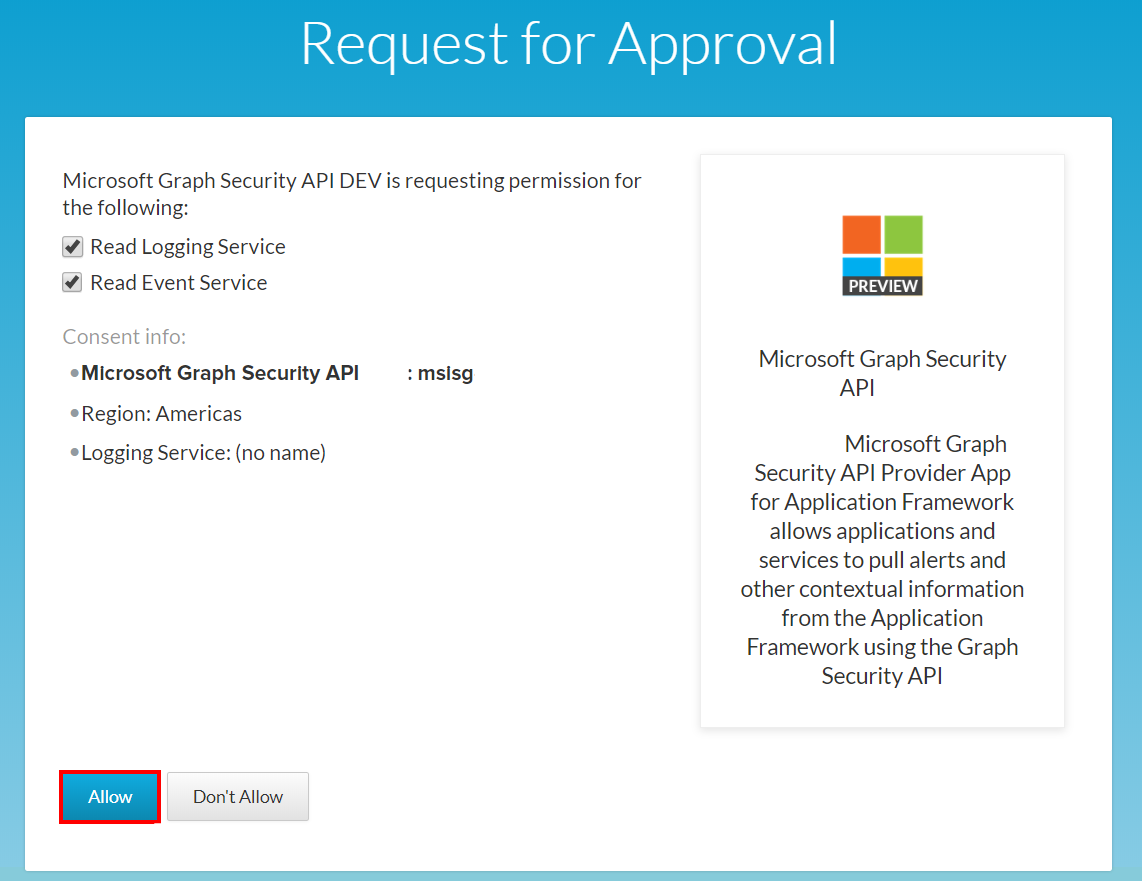 Request for Approval
Microsoft Graph Security API DEV is requesting permission for
the following:
Read Logging Service
Read Event Service
Consent info:
•Microsoft Graph Security API : msisg
•Region: Americas
•Logging Service: (no name)
PREVIEW
Microsoft Graph Security
API
Microsoft Graph
Security API Provider App
for Application Framework
allows applications and
services to pull alerts and
other contextual information
from the Application
Framework using the Graph
Security API
Allow
Don't Allow